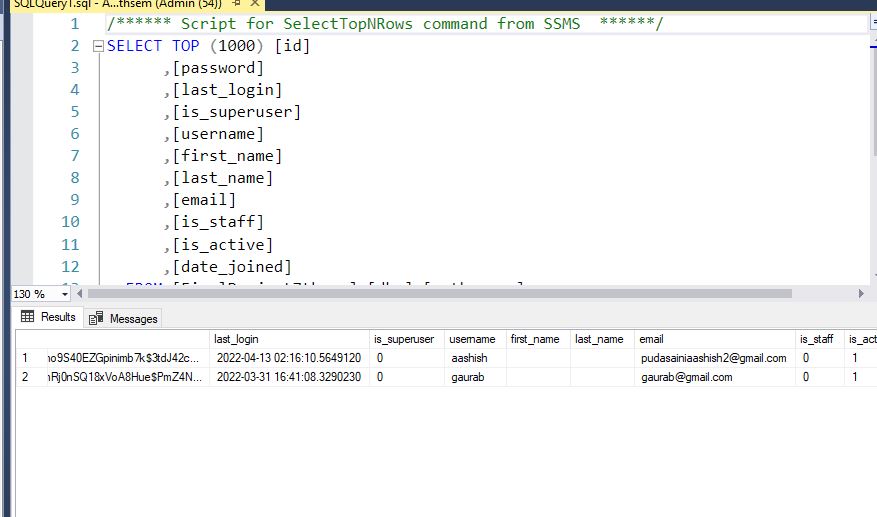 SQLQuery1.sql - A...thsem (Admin (54))
1 /****** Script for SelectTopNRows command from SSMS ******/
2 SELECT TOP (1000) [id]
3 ,[password]
4 ,[last_login]
5 ,[is_superuser]
6 ,[username]
7 ,[first_name]
8 ,[last_name]
9 ,[email]
10 ,[is_staff]
11 ,[is_active]
12 ,[date_joined]
130 %
Results Messages
last_login is_superuser username first_name last_name email is_staff is_act
1 no9S40EZGpinimb7k$3tdJ42c... 2022-04-13 02:16:10.5649120 0 aashish pudasainiaashish2@gmail.com 0 1
2 nRj0nSQ18xVoA8Hue$PmZ4N... 2022-03-31 16:41:08.3290230 0 gaurab gaurab@gmail.com 0 1